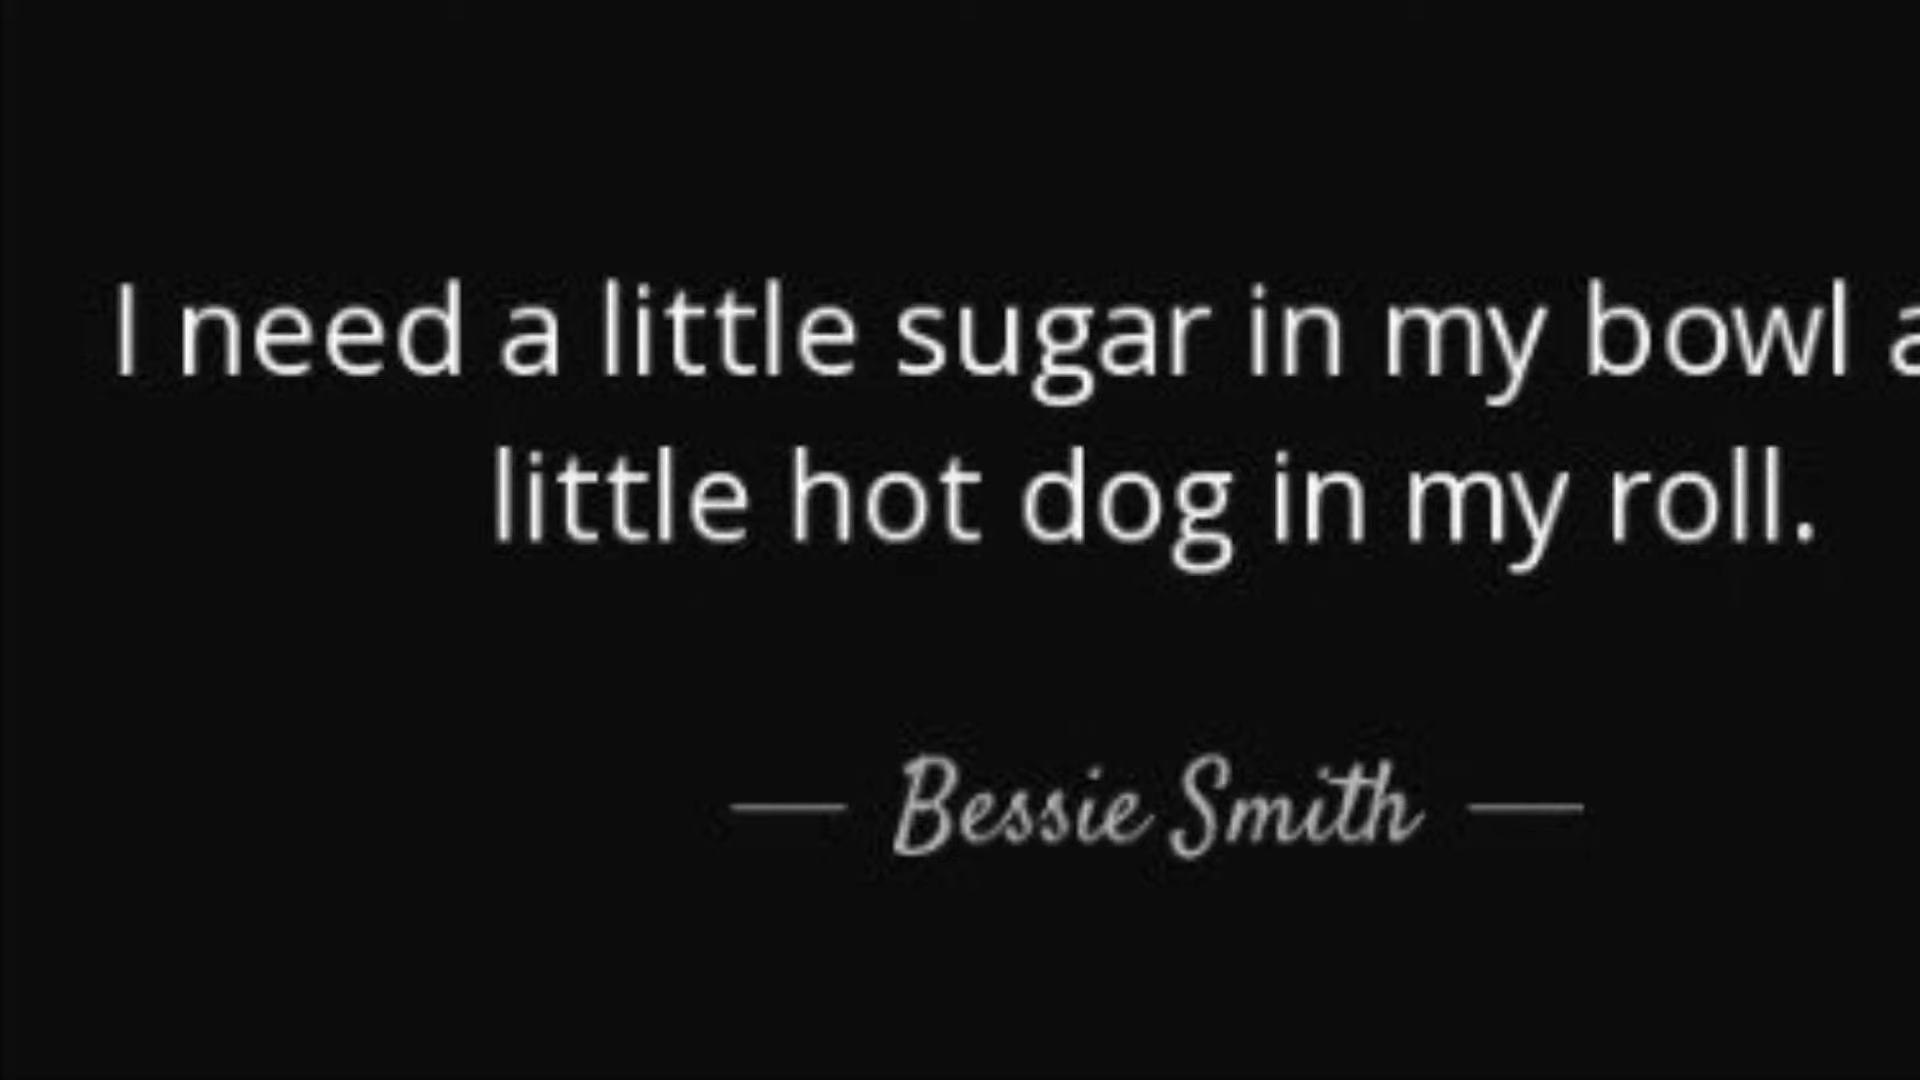 I need a little sugar in my bowl a
little hot dog in my roll.
— Bessie Smith —